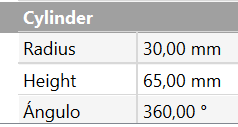 Cylinder
Radius 30,00 mm
Height 65,00 mm
Ángulo 360,00 °